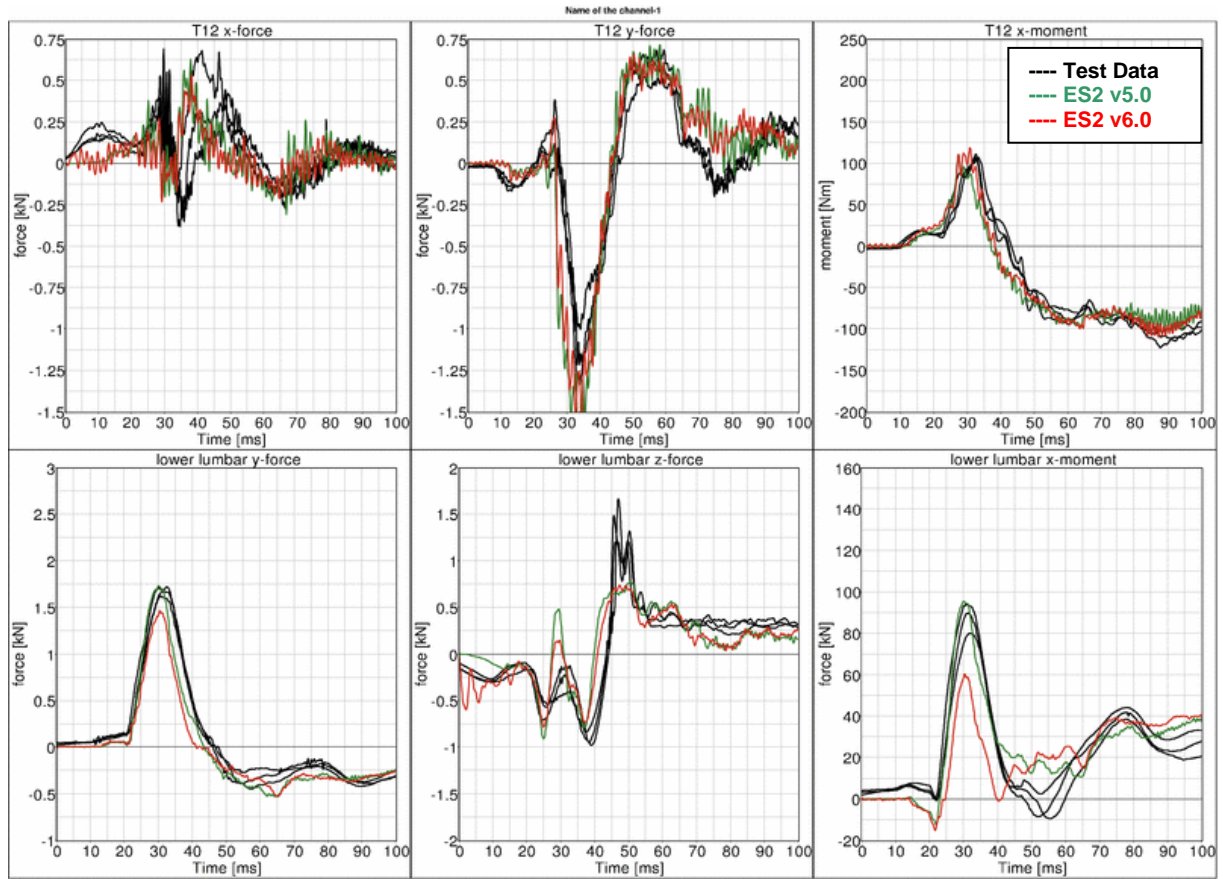 Name of the channel-1
T12 x-force
0.75
0.5
0.25
0
-0.25
-0.5
-0.75
-1
-1.25
-1.5
force [kN]
0 10 20 30 40 50 60 70 80 90 100
Time [ms]
T12 y-force
0.75
0.5
0.25
0
-0.25
-0.5
-0.75
-1
-1.25
-1.5
force [kN]
0 10 20 30 40 50 60 70 80 90 100
Time [ms]
T12 x-moment
250
200
150
100
50
0
-50
-100
-150
-200
moment [Nm]
0 10 20 30 40 50 60 70 80 90 100
Time [ms]
---- Test Data
---- ES2 v5.0
---- ES2 v6.0
lower lumbar y-force
3
2.5
2
1.5
1
0.5
0
-0.5
-1
force [kN]
0 10 20 30 40 50 60 70 80 90 100
Time [ms]
lower lumbar z-force
2
1.5
1
0.5
0
-0.5
-1
-1.5
-2
force [kN]
0 10 20 30 40 50 60 70 80 90 100
Time [ms]
lower lumbar x-moment
160
140
120
100
80
60
40
20
0
-20
force [kN]
0 10 20 30 40 50 60 70 80 90 100
Time [ms]